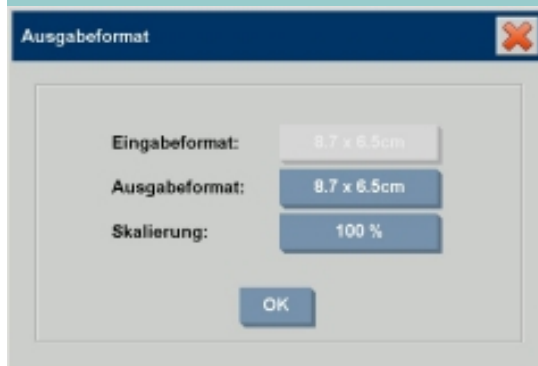 Ausgabeformat
Eingabeformat: 8.7 x 6.5cm
Ausgabeformat: 8.7 x 6.5cm
Skalierung: 100 %
OK